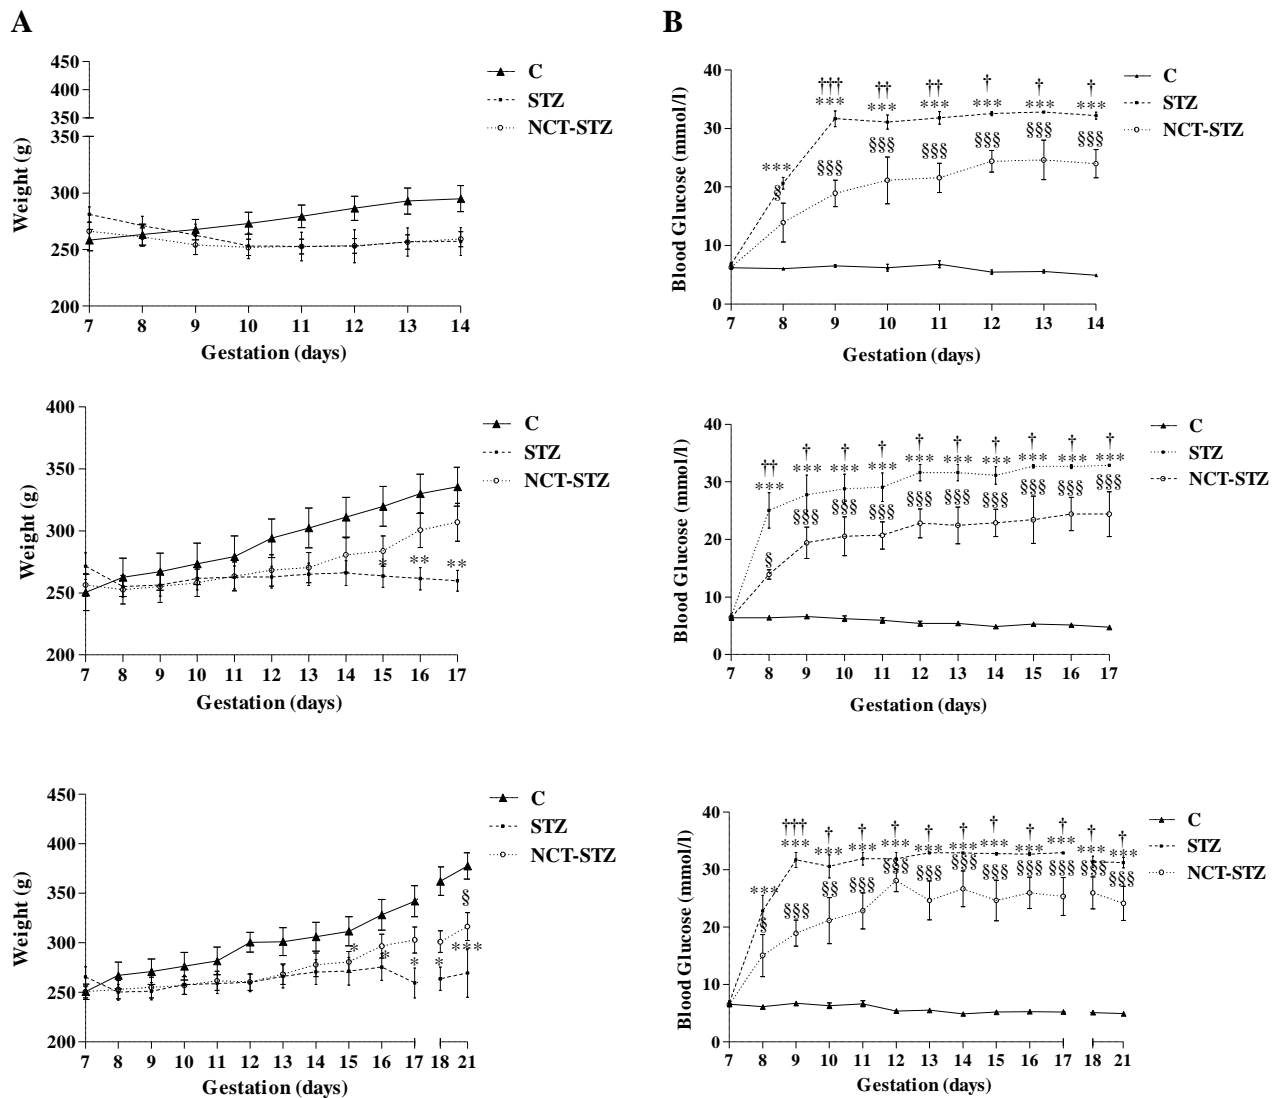 A
B
450
400
350
350
300
250
200
Weight (g)
7 8 9 10 11 12 13 14
Gestation (days)
C
STZ
NCT-STZ
40
30
20
10
0
Blood Glucose (mmol/l)
††† †† †† † † †
*** *** *** *** *** *** ***
§ §§§ §§§ §§§ §§§ §§§ §§§
7 8 9 10 11 12 13 14
Gestation (days)
C
STZ
NCT-STZ
400
350
300
250
200
Weight (g)
* ** **
7 8 9 10 11 12 13 14 15 16 17
Gestation (days)
C
STZ
NCT-STZ
40
30
20
10
0
Blood Glucose (mmol/l)
†† † † † † † † † † †
*** *** *** *** *** *** *** *** *** ***
§ §§§ §§§ §§§ §§§ §§§ §§§ §§§ §§§ §§§
7 8 9 10 11 12 13 14 15 16 17
Gestation (days)
C
STZ
NCT-STZ
450
400
350
300
250
200
Weight (g)
§
* * * * ***
7 8 9 10 11 12 13 14 15 16 17 18 21
Gestation (days)
C
STZ
NCT-STZ
40
30
20
10
0
Blood Glucose (mmol/l)
††† † † † † † † † † † †
*** *** *** *** *** *** *** *** *** *** *** ***
§ §§§ §§ §§§ §§§ §§§ §§§ §§§ §§§ §§§ §§§ §§§
7 8 9 10 11 12 13 14 15 16 17 18 21
Gestation (days)
C
STZ
NCT-STZ